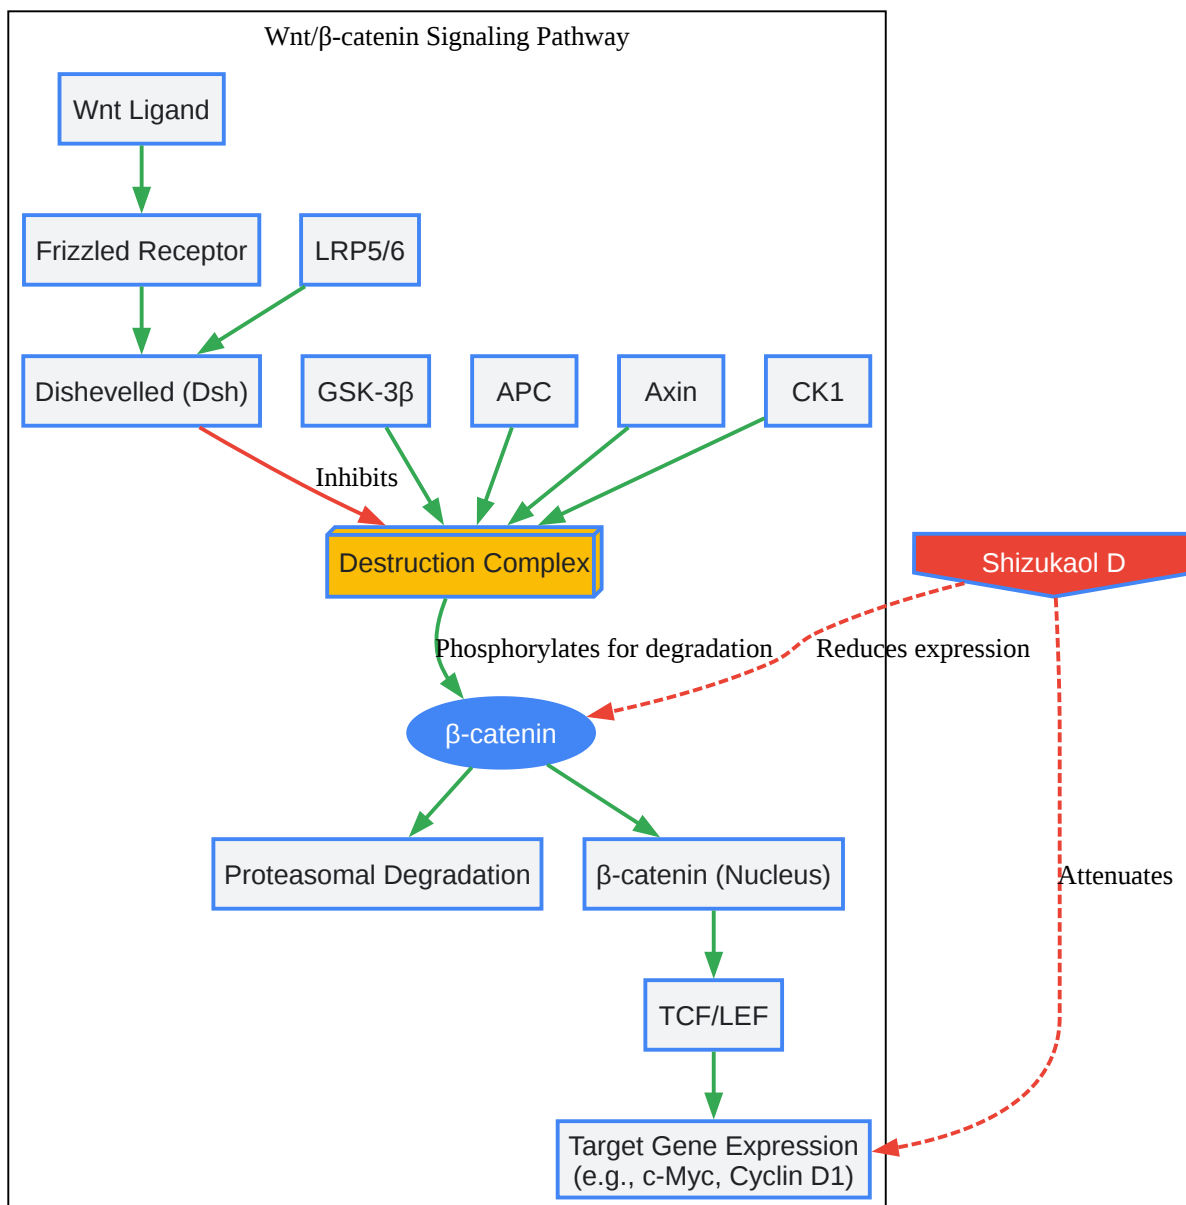 Wnt/β-catenin Signaling Pathway
Wnt Ligand
Frizzled Receptor
LRP5/6
Dishevelled (Dsh)
GSK-3β
APC
Axin
CK1
Inhibits
Destruction Complex
Shizukaol D
Phosphorylates for degradation
Reduces expression
β-catenin
Proteasomal Degradation
β-catenin (Nucleus)
Attenuates
TCF/LEF
Target Gene Expression
(e.g., c-Myc, Cyclin D1)